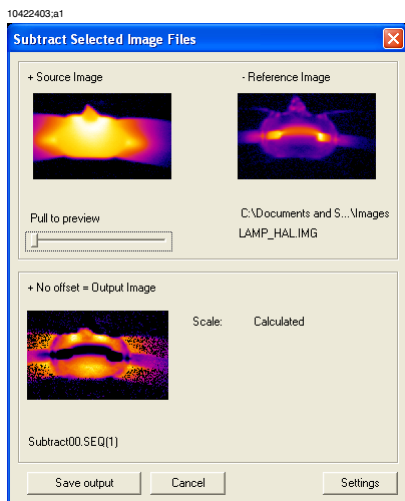 10422403;a1
Subtract Selected Image Files
+ Source Image
- Reference Image
Pull to preview
C:\Documents and S...\Images
LAMP_HAL.IMG
+ No offset = Output Image
Scale: Calculated
Subtract00.SEQ(1)
Save output Cancel Settings